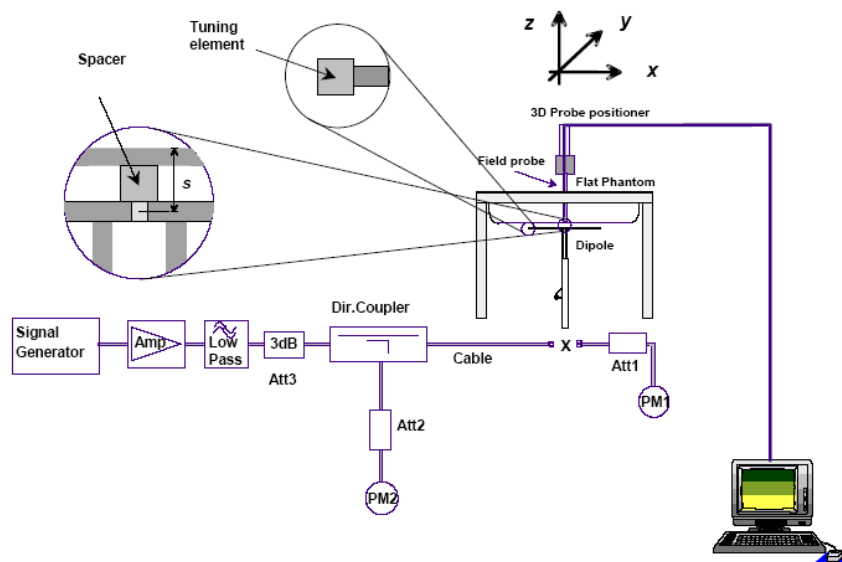 Tuning
element
Spacer
s
z
y
x
3D Probe positioner
Field probe
Flat Phantom
Dipole
Dir.Coupler
Signal
Generator
Amp
Low
Pass
3dB
Att3
Cable
X
Att1
PM1
Att2
PM2